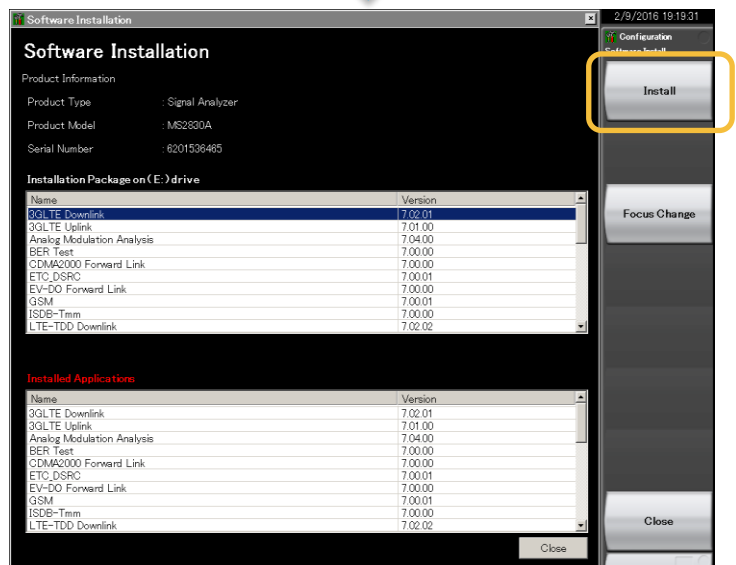 Software Installation
2/9/2016 19:19:31
Configuration
Software Install
Software Installation
Product Information
Install
Product Type : Signal Analyzer
Product Model : MS2830A
Serial Number : 6201536465
Installation Package on (E:) drive
Name Version
3GLTE Downlink 7.02.01
Focus Change
3GLTE Uplink 7.01.00
Analog Modulation Analysis 7.04.00
BER Test 7.00.00
CDMA2000 Forward Link 7.00.00
ETC_DSRC 7.00.01
EV-DO Forward Link 7.00.00
GSM 7.00.01
ISDB-Tmm 7.00.00
LTE-TDD Downlink 7.02.02
Installed Applications
Name Version
3GLTE Downlink 7.02.01
3GLTE Uplink 7.01.00
Analog Modulation Analysis 7.04.00
BER Test 7.00.00
CDMA2000 Forward Link 7.00.00
ETC_DSRC 7.00.01
EV-DO Forward Link 7.00.00
GSM 7.00.01
ISDB-Tmm 7.00.00
LTE-TDD Downlink 7.02.02
Close
Close